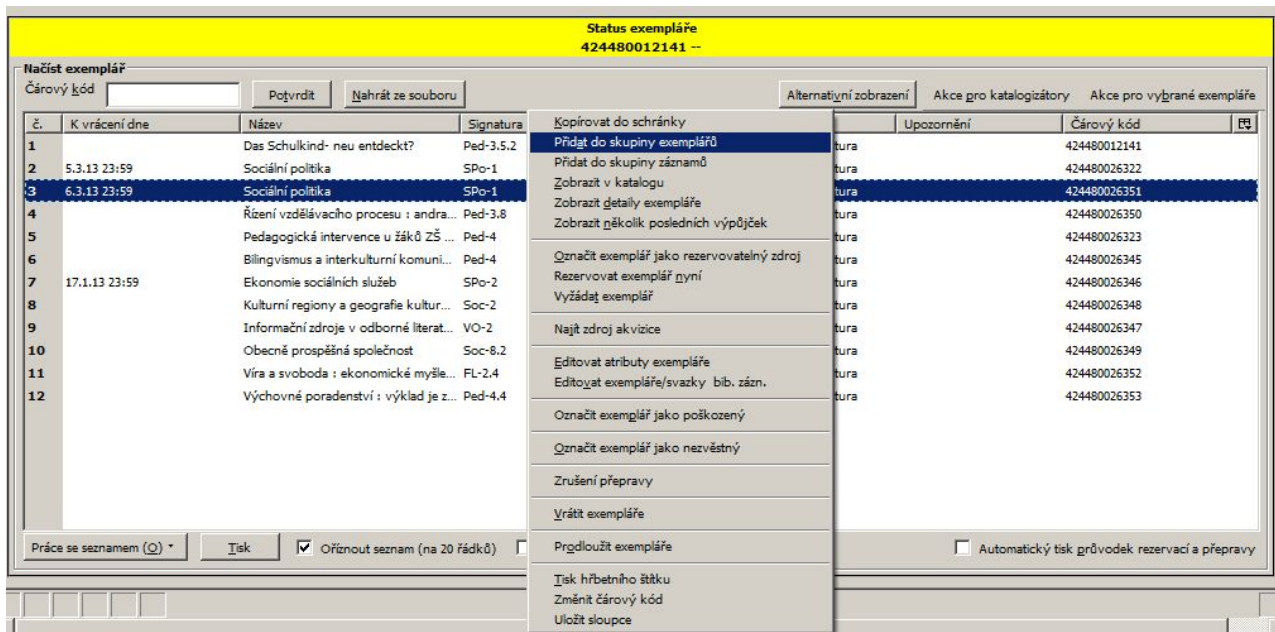 Status exempláře
424480012141 --
Načíst exemplář
Čárový kód Potvrdit Nahrát ze souboru Alternativní zobrazení Akce pro katalogizátory Akce pro vybrané exempláře
č. K vrácení dne Název Signatura Upozornění Čárový kód
1 Das Schulkind- neu entdeckt? Ped-3.5.2 tura 424480012141
2 5.3.13 23:59 Sociální politika SPo-1 tura 424480026322
3 6.3.13 23:59 Sociální politika SPo-1 tura 424480026351
4 Řízení vzdělávacího procesu : andra... Ped-3.8 tura 424480026350
5 Pedagogická intervence u žáků ZŠ ... Ped-4 tura 424480026323
6 Bilingvismus a interkulturní komuni... Ped-4 tura 424480026345
7 17.1.13 23:59 Ekonomie sociálních služeb SPo-2 tura 424480026346
8 Kulturní regiony a geografie kultur... Soc-2 tura 424480026348
9 Informační zdroje v odborné literat... VO-2 tura 424480026347
10 Obecně prospěšná společnost Soc-8.2 tura 424480026349
11 Víra a svoboda : ekonomické myšle... FL-2.4 tura 424480026352
12 Výchovné poradenství : výklad je z... Ped-4.4 tura 424480026353
Kopírovat do schránky
Přidat do skupiny exemplářů
Přidat do skupiny záznamů
Zobrazit v katalogu
Zobrazit detaily exempláře
Zobrazit několik posledních výpůjček
Označit exemplář jako rezervovatelný zdroj
Rezervovat exemplář nyní
Vyžádat exemplář
Najít zdroj akvizice
Editovat atributy exempláře
Editovat exempláře/svazky bib. zázn.
Označit exemplář jako poškozený
Označit exemplář jako nezvěstný
Zrušení přepravy
Vrátit exempláře
Prodloužit exempláře
Tisk hřbetního štítku
Změnit čárový kód
Uložit sloupce
Práce se seznamem (O) Tisk Oříznout seznam (na 20 řádků) Automatický tisk průvodek rezervací a přepravy